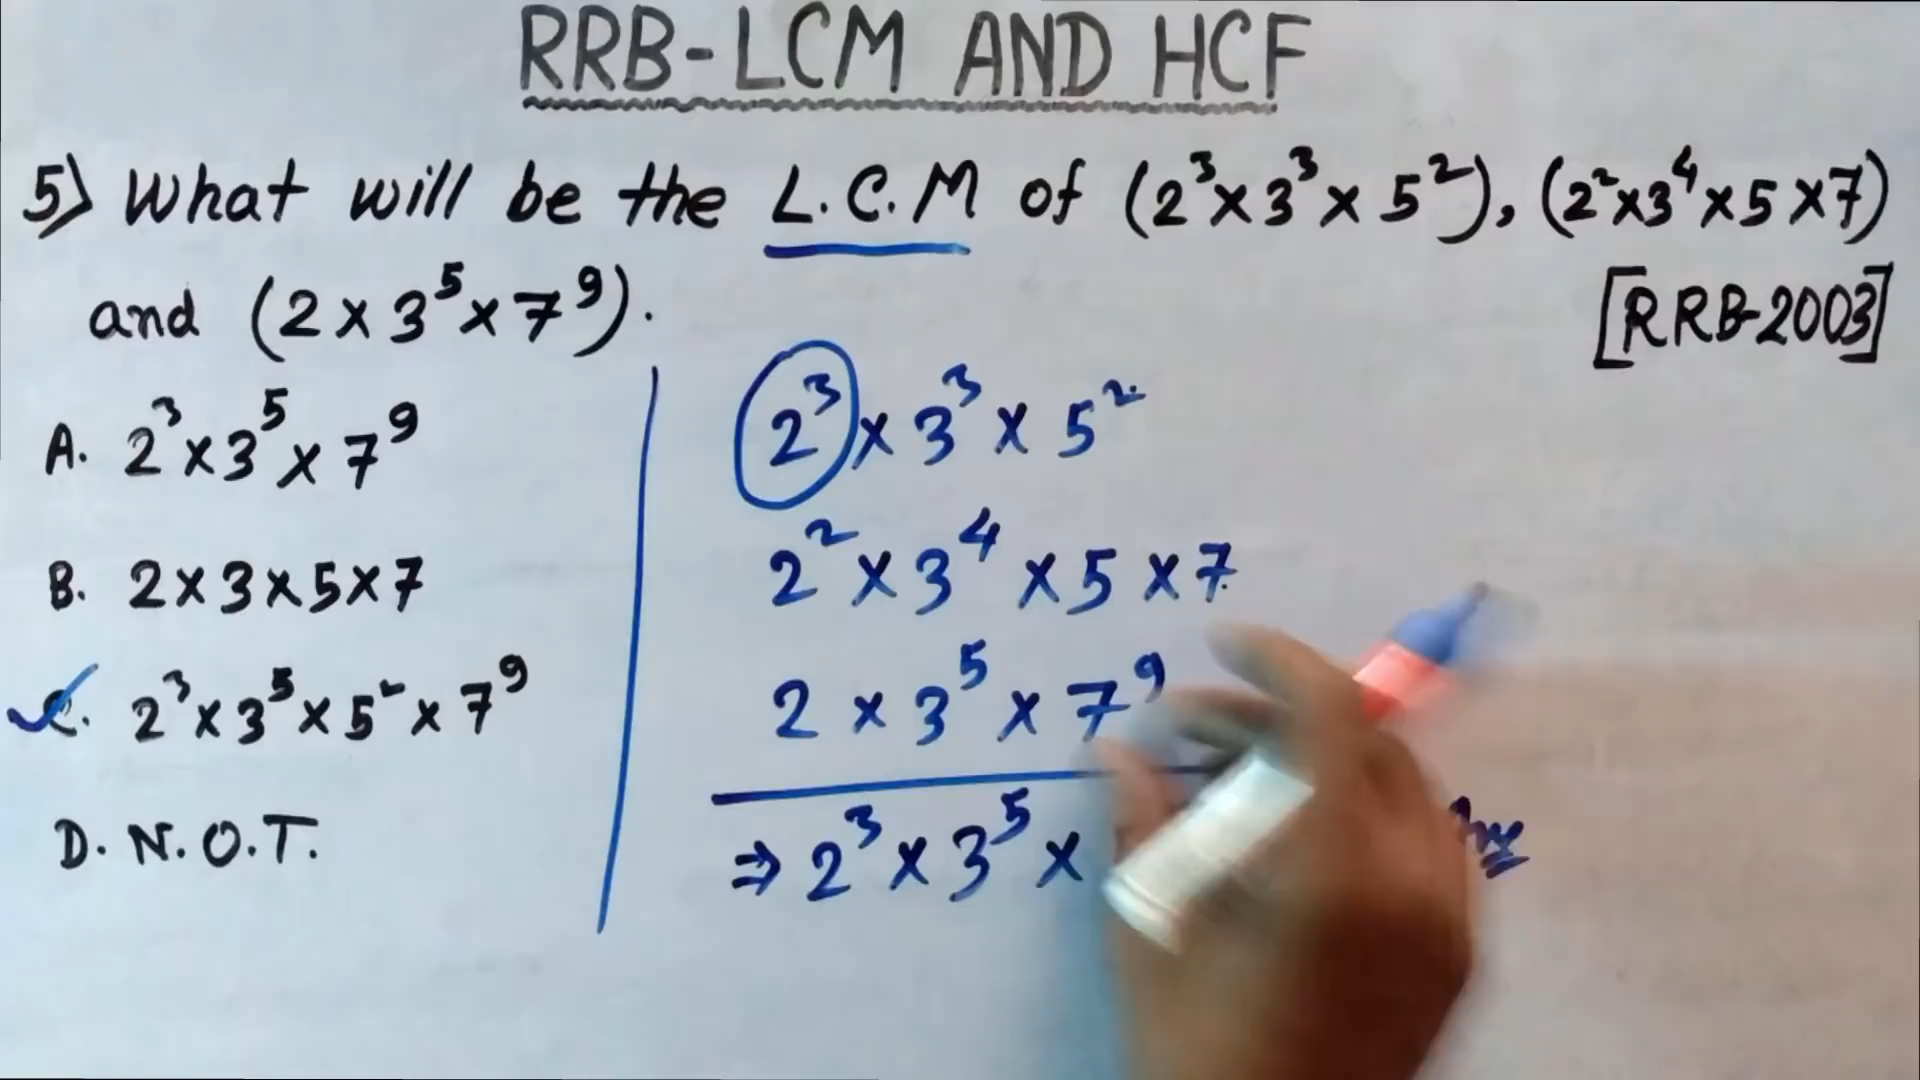 RRB-LCM AND HCF
5) What will be the L.C.M of (2³×3³×5²), (2²×3⁴×5×7)
and (2×3⁵×7⁹).
[RRB-2003]
A. 2³×3⁵×7⁹
B. 2×3×5×7
C. 2³×3⁵×5²×7⁹
D. N.O.T.
2³×3³×5²
2²×3⁴×5×7
2×3⁵×7⁹
⇒ 2³×3⁵×
Ans